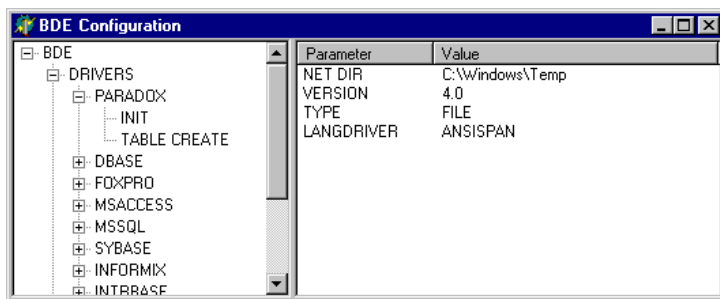 BDE Configuration
BDE
DRIVERS
PARADOX
INIT
TABLE CREATE
DBASE
FOXPRO
MSACCESS
MSSQL
SYBASE
INFORMIX
INTRBASE
Parameter Value
NET DIR C:\Windows\Temp
VERSION 4.0
TYPE FILE
LANGDRIVER ANSISPAN